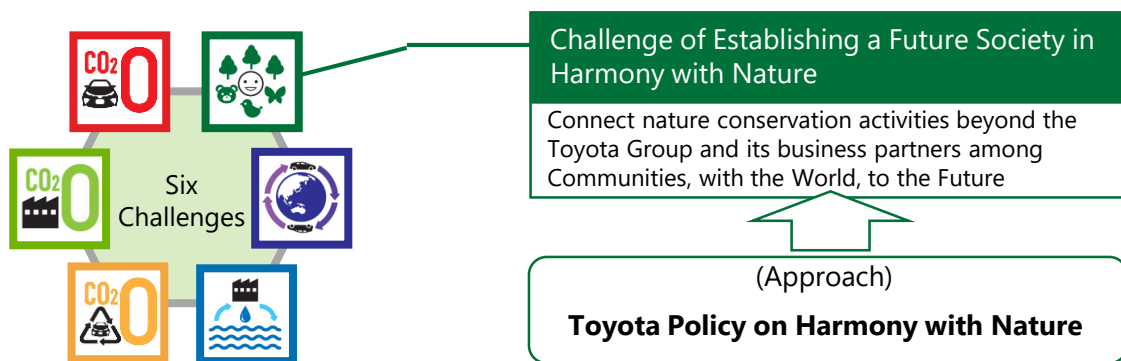 Challenge of Establishing a Future Society in
Harmony with Nature
Connect nature conservation activities beyond the
Toyota Group and its business partners among
Communities, with the World, to the Future
(Approach)
Toyota Policy on Harmony with Nature
CO₂ 0
CO₂ 0
Six
Challenges
CO₂ 0